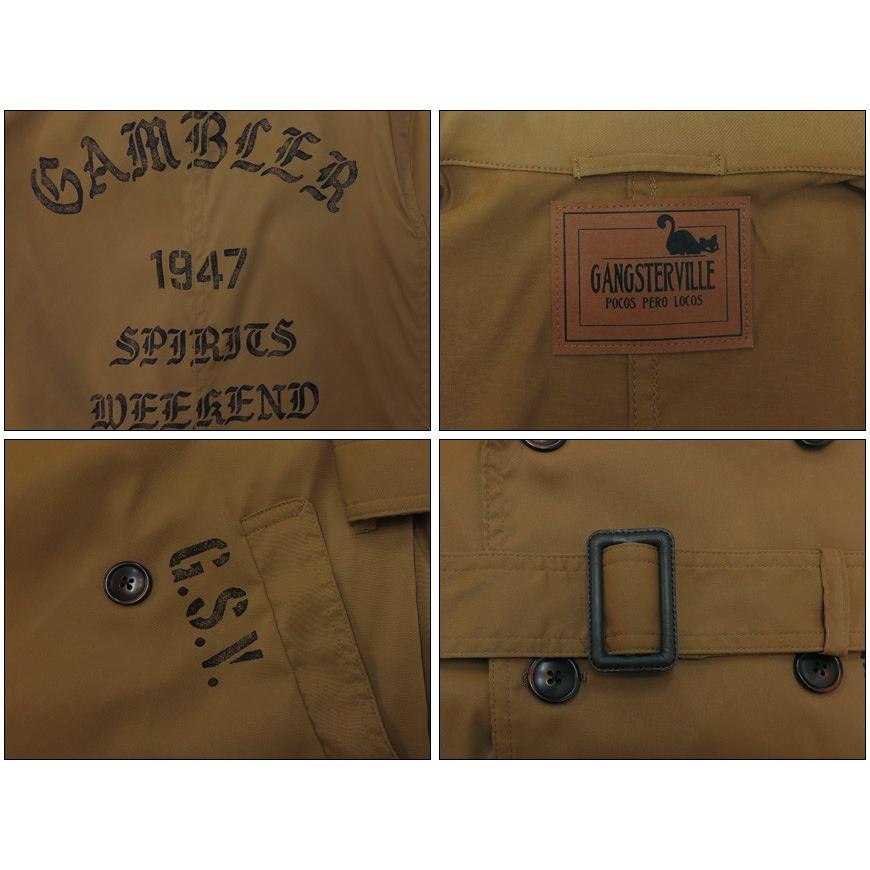 GAMBLER
1947
SPIRITS
WEEKEND
GANGSTERVILLE
POCOS PERO LOCOS
G.S.V.